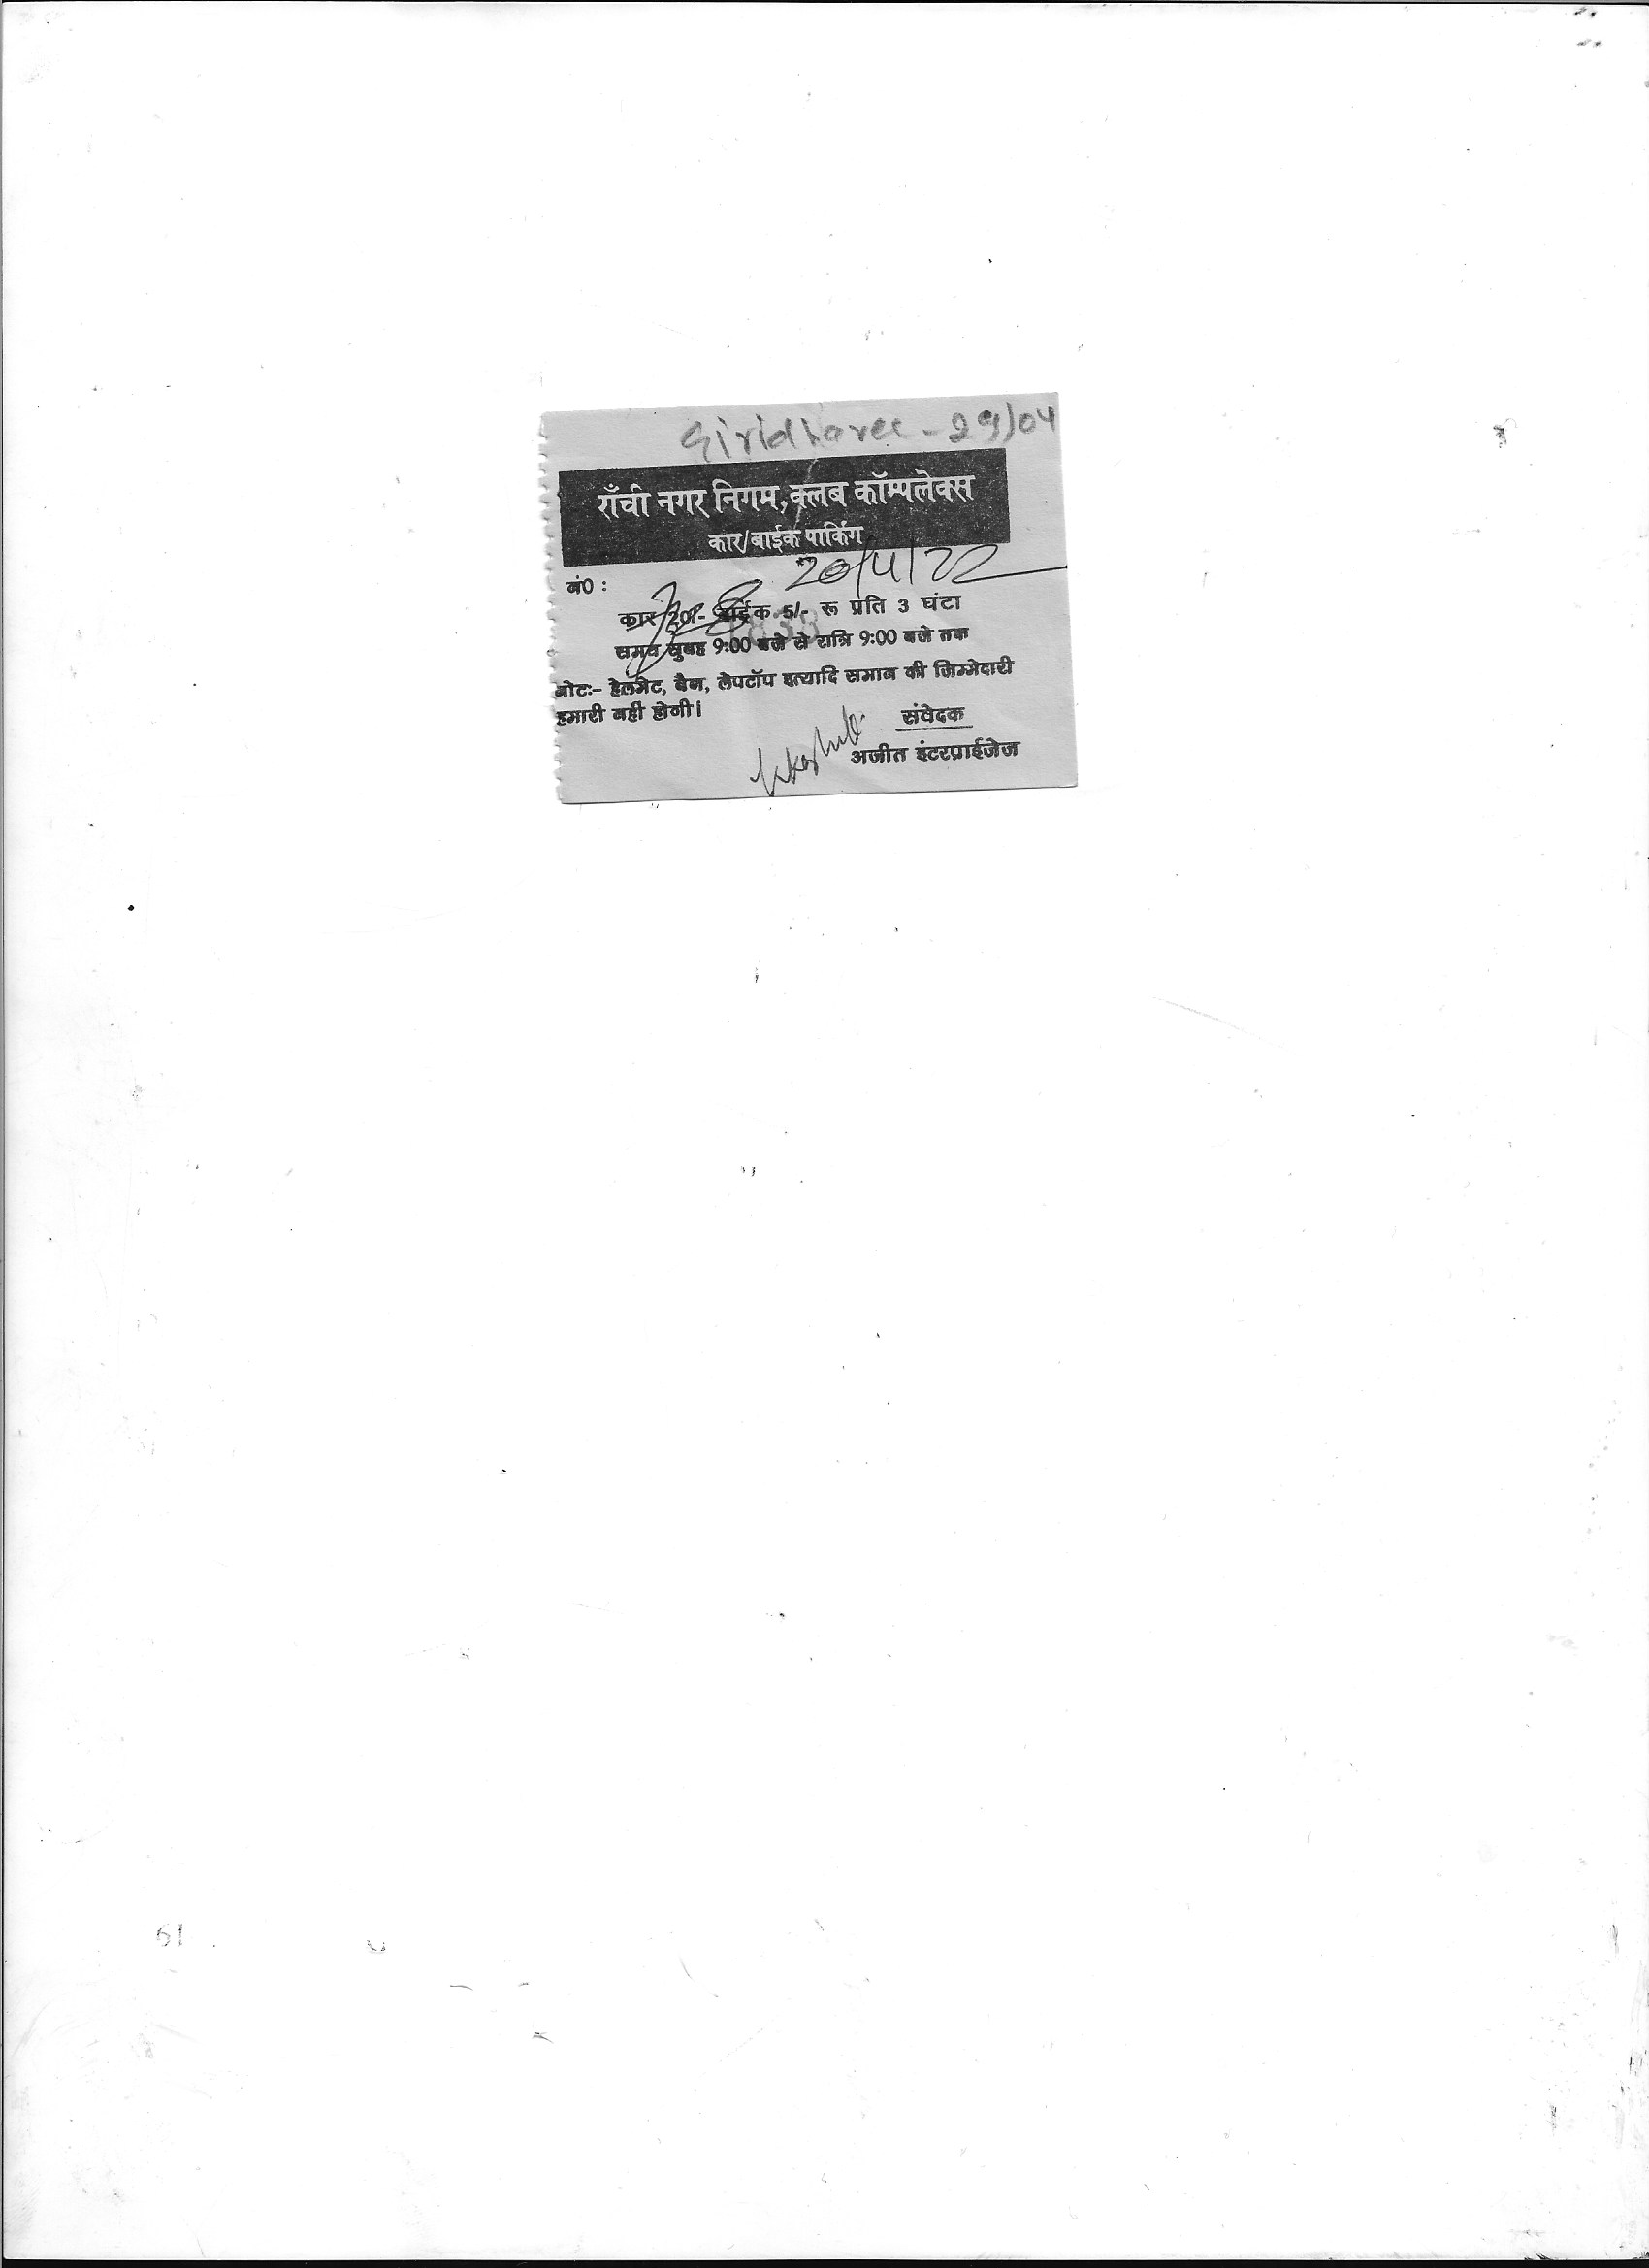 Giridharee - 29/04
राँची नगर निगम, क्लब कॉम्पलेक्स
कार/बाईक पार्किंग
20/4/22
नं0 :
कार 20/- बाईक 5/- रू प्रति 3 घंटा
समय सुबह 9:00 बजे से रात्रि 9:00 बजे तक
नोटः- हेलमेट, बैग, लेपटॉप इत्यादि समान की जिम्मेदारी
हमारी नहीं होगी।
संवेदक
अजीत इंटरप्राईजेज